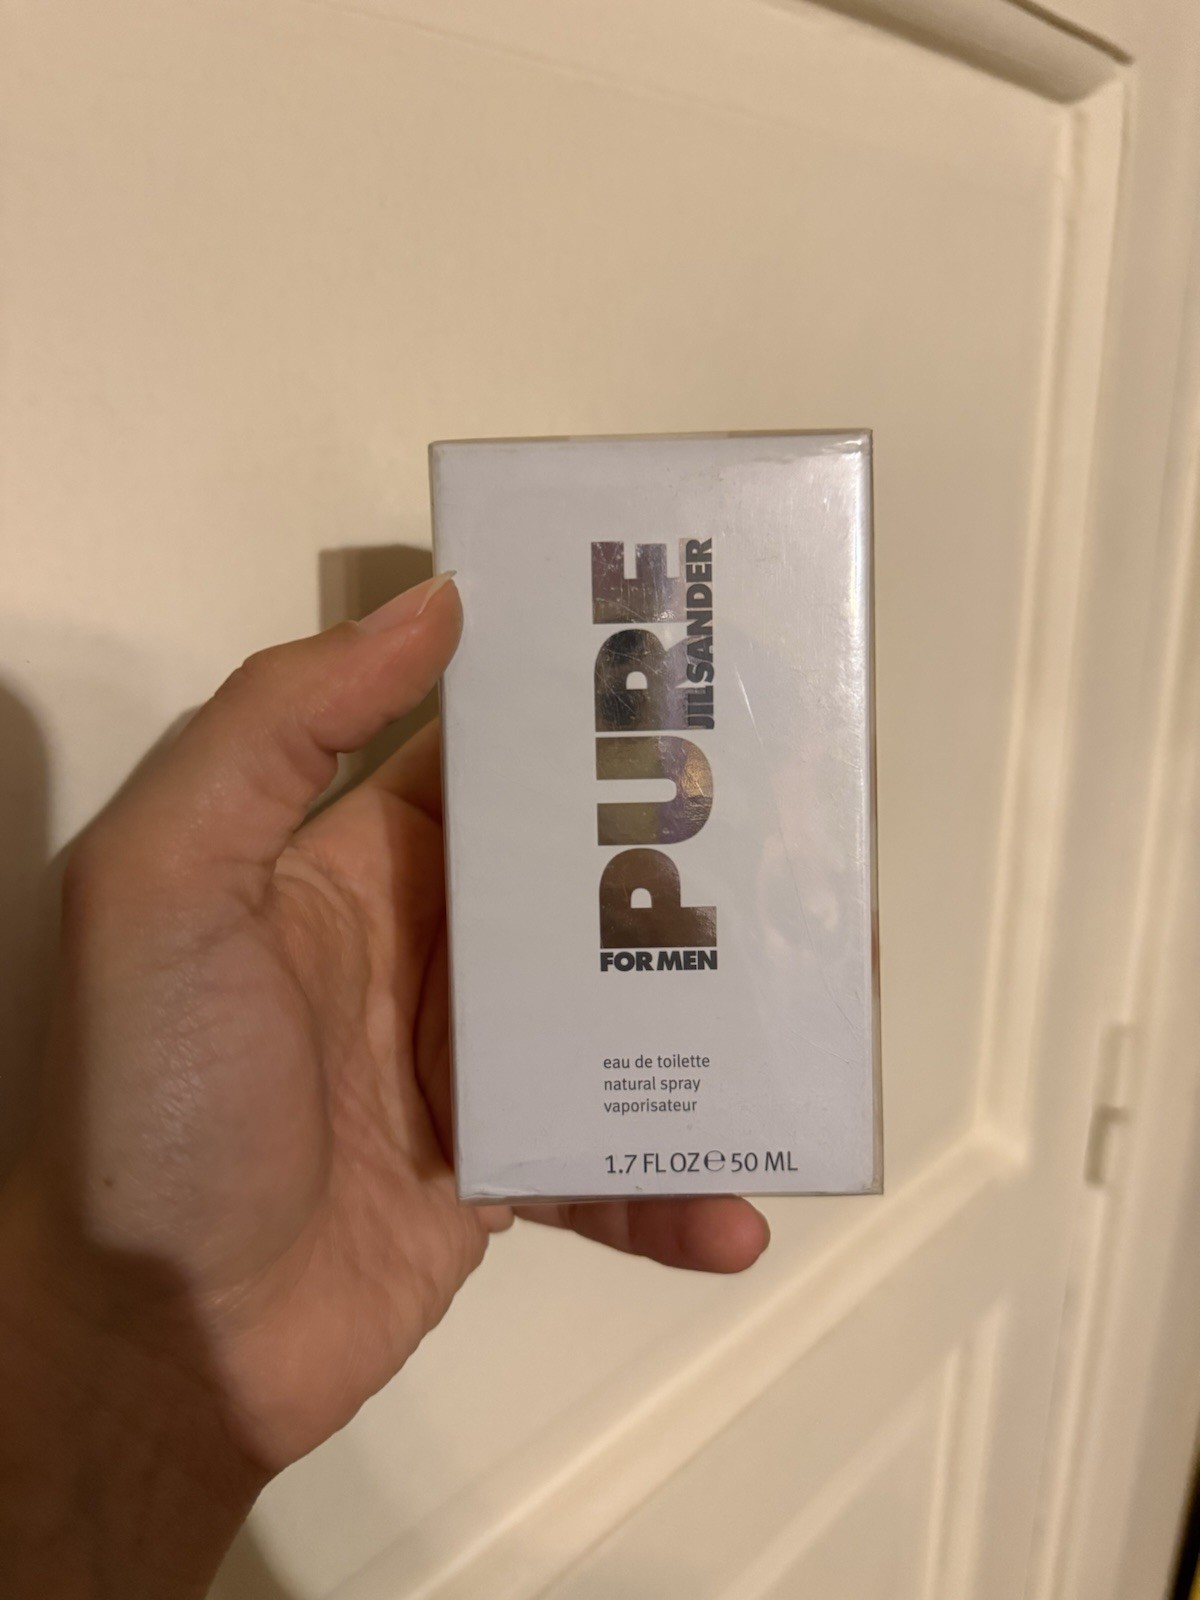 PURE
JILSANDER
FOR MEN
eau de toilette
natural spray
vaporisateur
1.7 FL OZ ℮ 50 ML